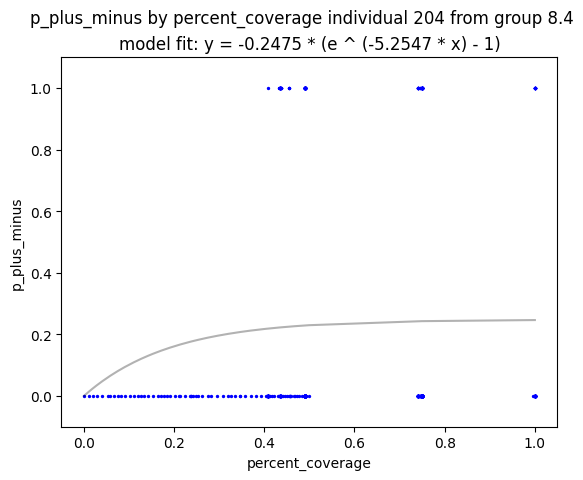 p_plus_minus by percent_coverage individual 204 from group 8.4
model fit: y = -0.2475 * (e ^ (-5.2547 * x) - 1)
1.0
0.8
0.6
0.4
0.2
0.0
p_plus_minus
0.0 0.2 0.4 0.6 0.8 1.0
percent_coverage